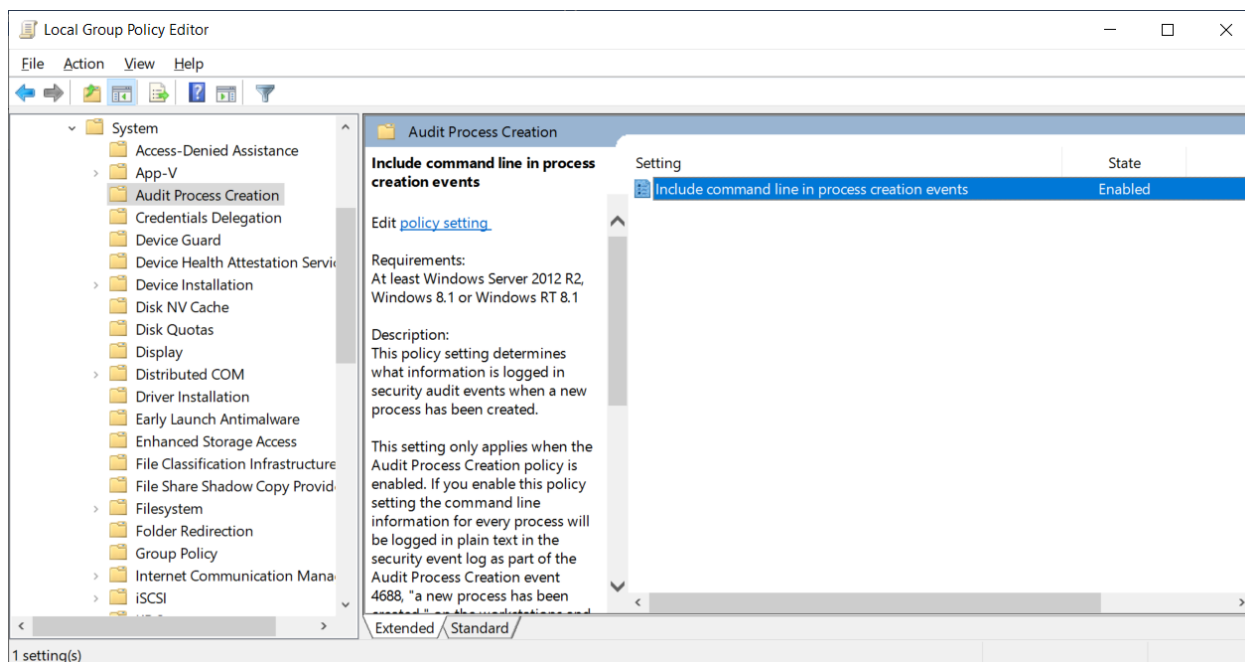 Local Group Policy Editor
File Action View Help
System
Access-Denied Assistance
App-V
Audit Process Creation
Credentials Delegation
Device Guard
Device Health Attestation Servic
Device Installation
Disk NV Cache
Disk Quotas
Display
Distributed COM
Driver Installation
Early Launch Antimalware
Enhanced Storage Access
File Classification Infrastructure
File Share Shadow Copy Provid
Filesystem
Folder Redirection
Group Policy
Internet Communication Mana
iSCSI
Audit Process Creation
Include command line in process
creation events
Edit policy setting
Requirements:
At least Windows Server 2012 R2,
Windows 8.1 or Windows RT 8.1
Description:
This policy setting determines
what information is logged in
security audit events when a new
process has been created.
This setting only applies when the
Audit Process Creation policy is
enabled. If you enable this policy
setting the command line
information for every process will
be logged in plain text in the
security event log as part of the
Audit Process Creation event
4688, "a new process has been
created," on the workstations and
Setting State
Include command line in process creation events Enabled
Extended Standard
1 setting(s)